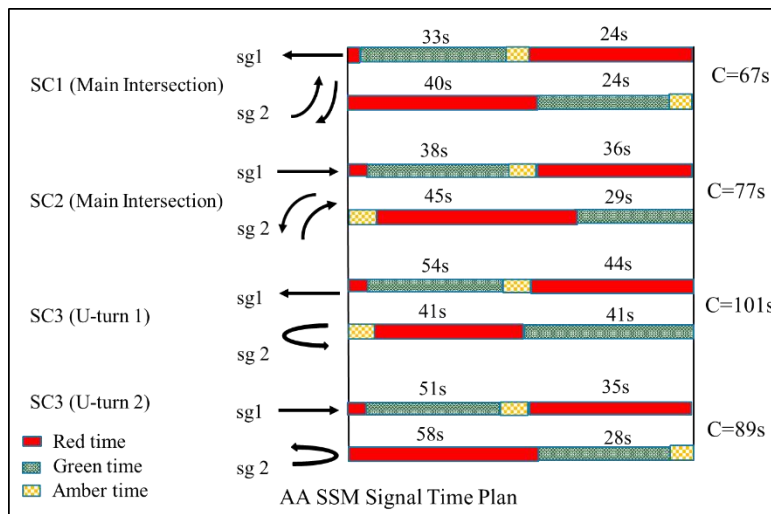 33s 24s
sg1
SC1 (Main Intersection) C=67s
40s 24s
sg 2
38s 36s
sg1
SC2 (Main Intersection) C=77s
45s 29s
sg 2
54s 44s
sg1
SC3 (U-turn 1) C=101s
41s 41s
sg 2
51s 35s
SC3 (U-turn 2)
sg1
C=89s
Red time 58s 28s
Green time sg 2
Amber time
AA SSM Signal Time Plan